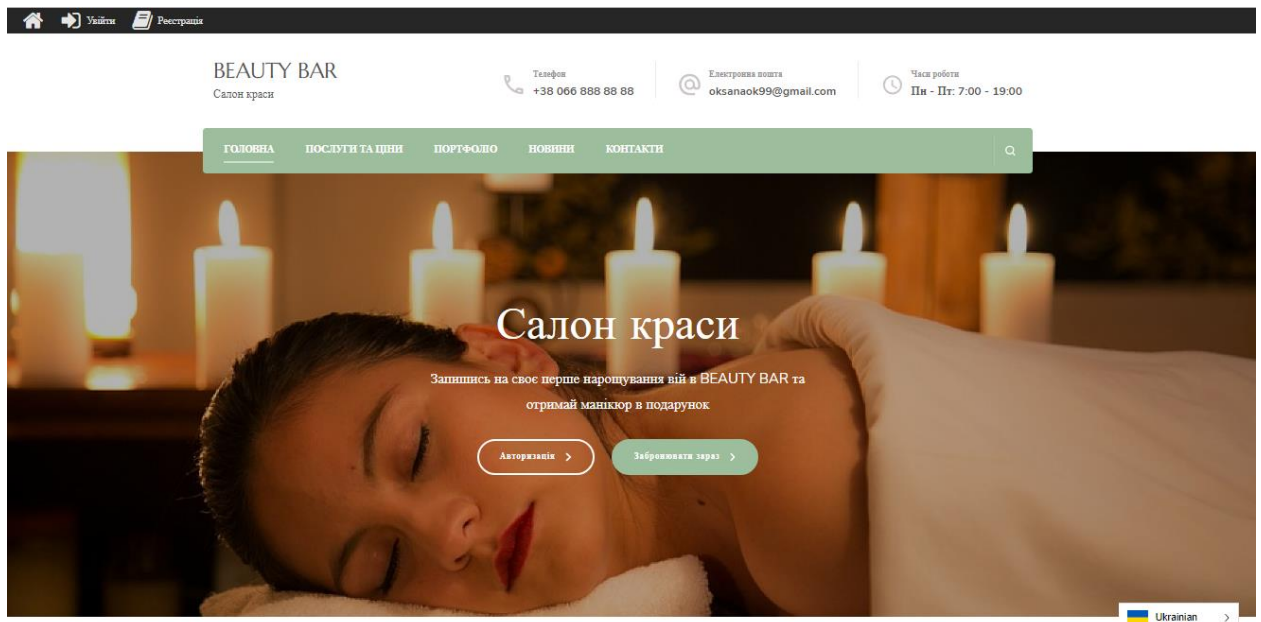 Увійти Реєстрація
BEAUTY BAR
Салон краси
Телефон
+38 066 888 88 88
Електронна пошта
oksanaok99@gmail.com
Часи роботи
Пн - Пт: 7:00 - 19:00
ГОЛОВНА ПОСЛУГИ ТА ЦІНИ ПОРТФОЛІО НОВИНИ КОНТАКТИ
Салон краси
Запишись на своє перше нарощування вій в BEAUTY BAR та
отримай манікюр в подарунок
Авторизація Забронювати зараз
Ukrainian